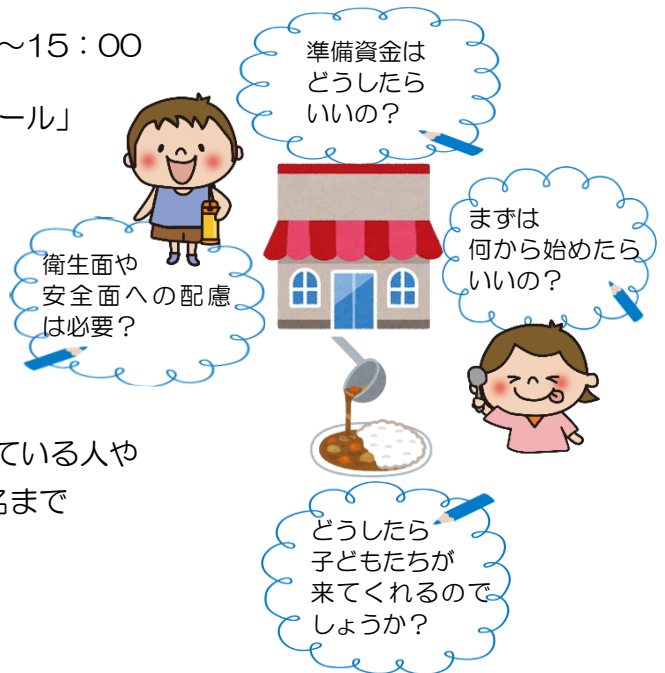 ～15：00
準備資金は
どうしたら
いいの？
ール」
まずは
何から始めたら
いいの？
衛生面や
安全面への配慮
は必要？
ている人や
名まで
どうしたら
子どもたちが
来てくれるので
しょうか？